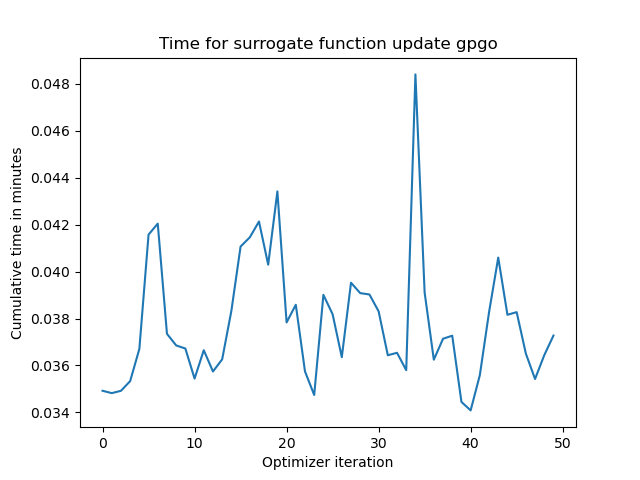 Time for surrogate function update gpgo
Cumulative time in minutes
0.048
0.046
0.044
0.042
0.040
0.038
0.036
0.034
0 10 20 30 40 50
Optimizer iteration